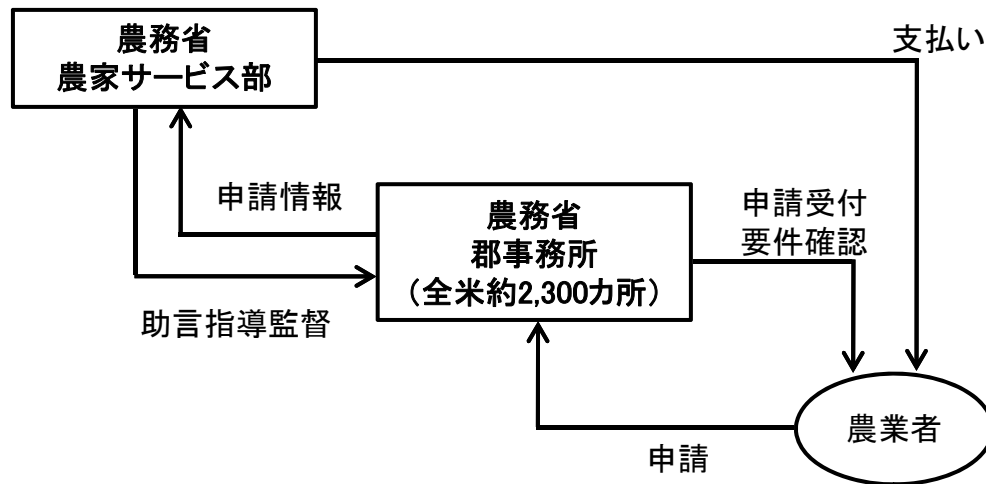 農務省
農家サービス部
支払い
申請情報
農務省
郡事務所
（全米約2,300カ所）
申請受付
要件確認
助言指導監督
農業者
申請